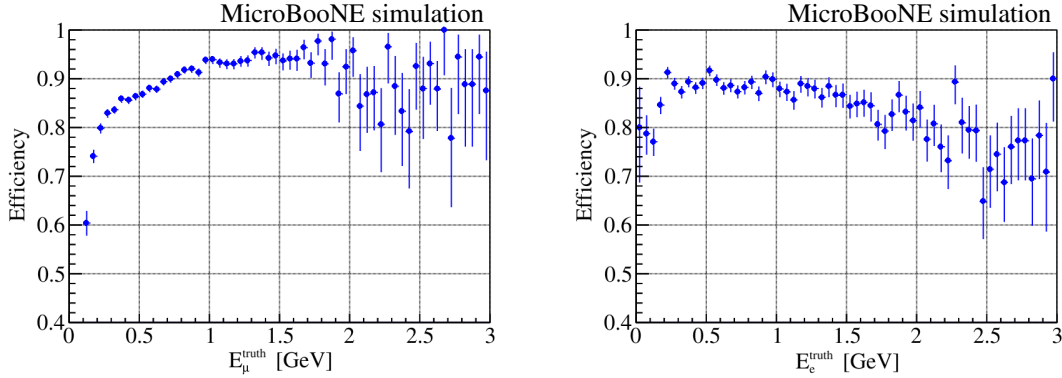 MicroBooNE simulation
Efficiency
1
0.9
0.8
0.7
0.6
0.5
0.4
0 0.5 1 1.5 2 2.5 3
E_μ^truth [GeV]
MicroBooNE simulation
Efficiency
1
0.9
0.8
0.7
0.6
0.5
0.4
0 0.5 1 1.5 2 2.5 3
E_e^truth [GeV]